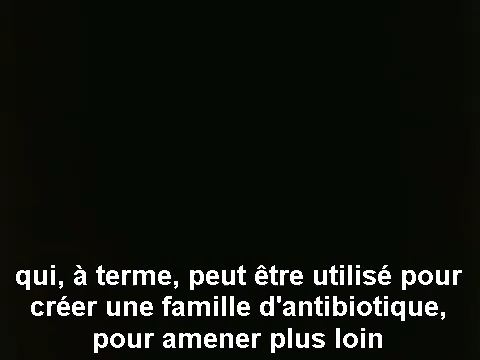 qui, à terme, peut être utilisé pour
créer une famille d'antibiotique,
pour amener plus loin